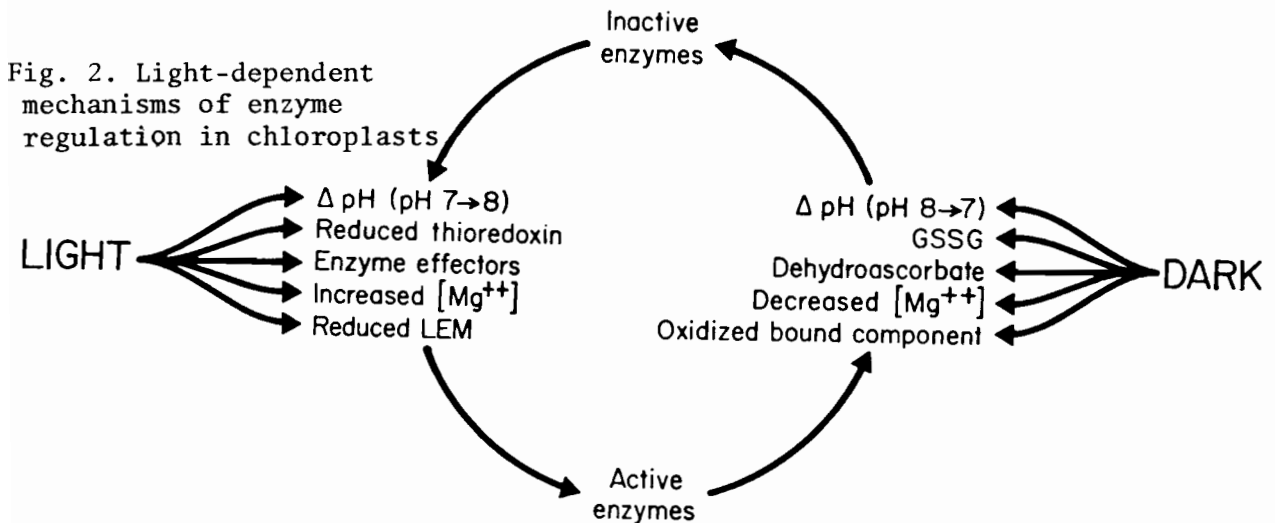 Inactive
enzymes
Fig. 2. Light-dependent
mechanisms of enzyme
regulation in chloroplasts
LIGHT
Δ pH (pH 7→8)
Reduced thioredoxin
Enzyme effectors
Increased [Mg++]
Reduced LEM
Δ pH (pH 8→7)
GSSG
Dehydroascorbate
Decreased [Mg++]
Oxidized bound component
DARK
Active
enzymes